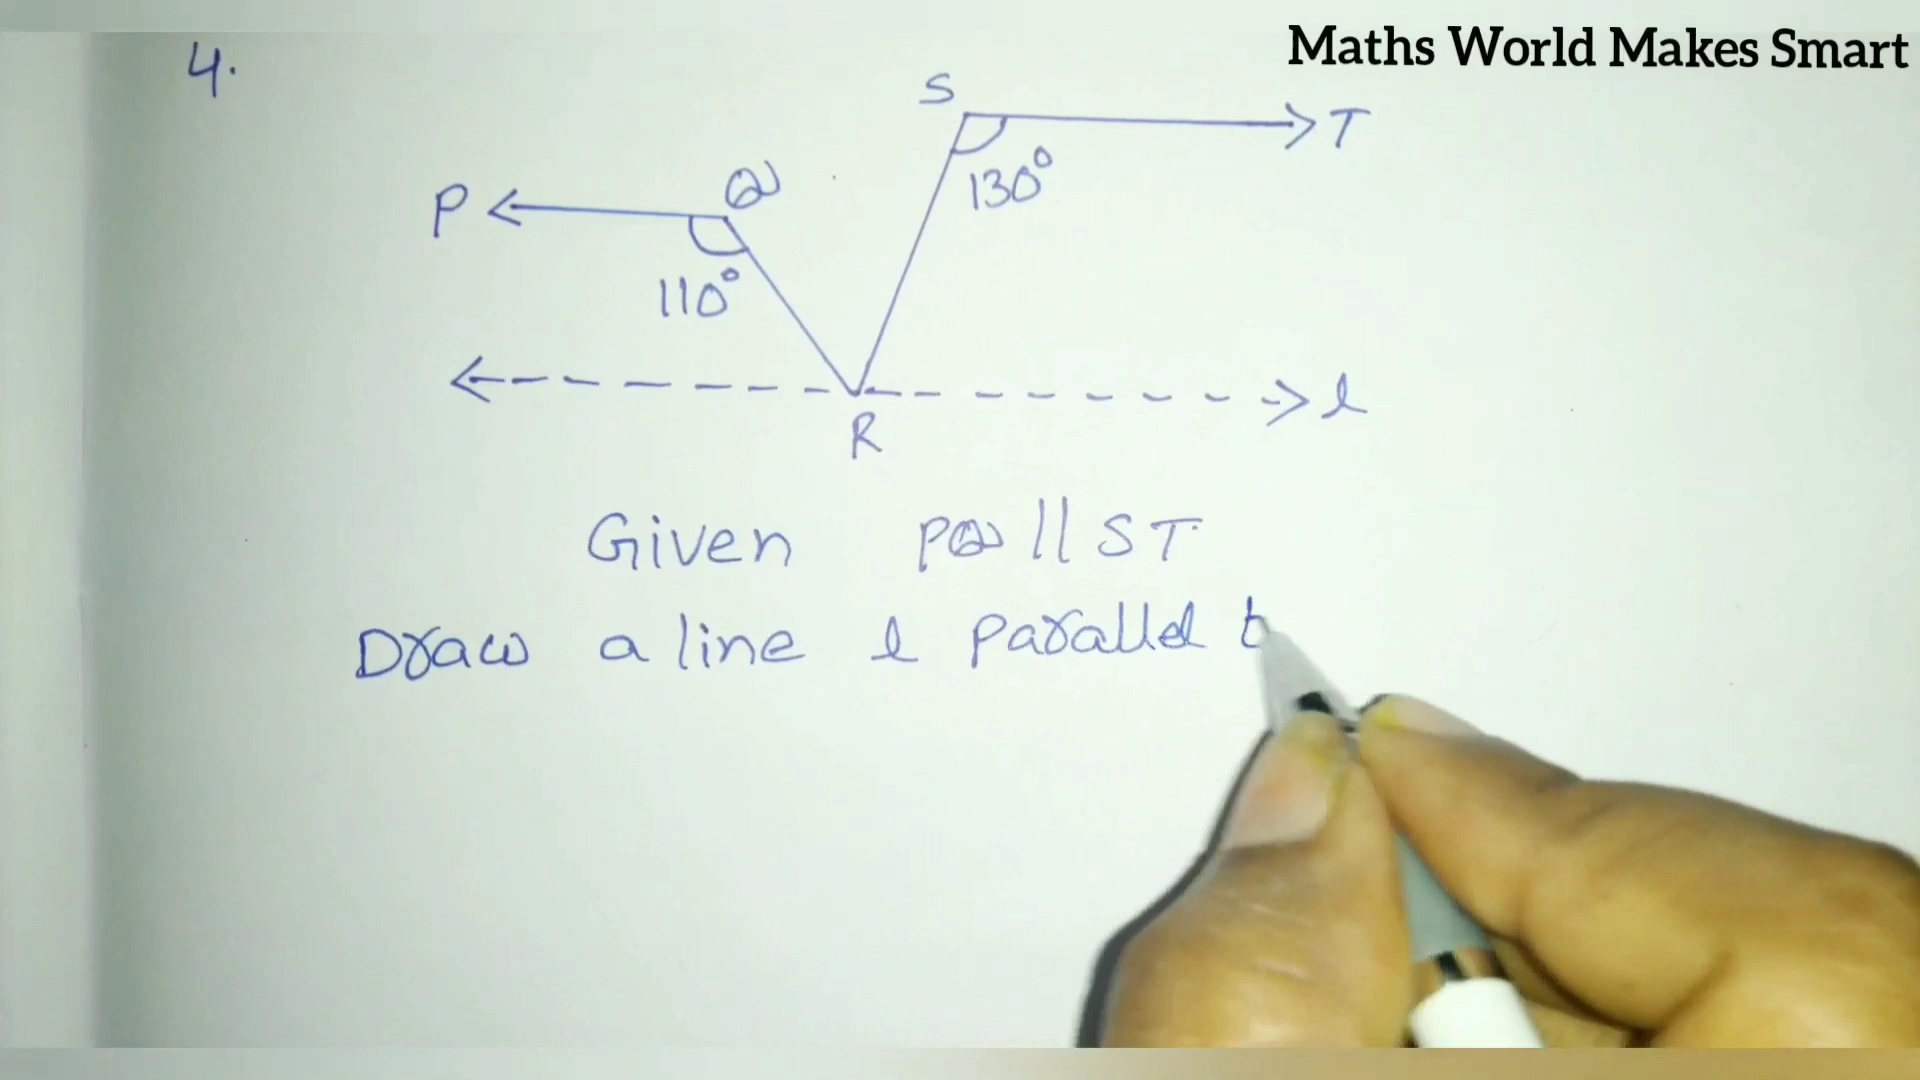 Maths World Makes Smart
4.
S
T
Q
P
130°
110°
l
R
Given PQ || ST
Draw a line l parallel t